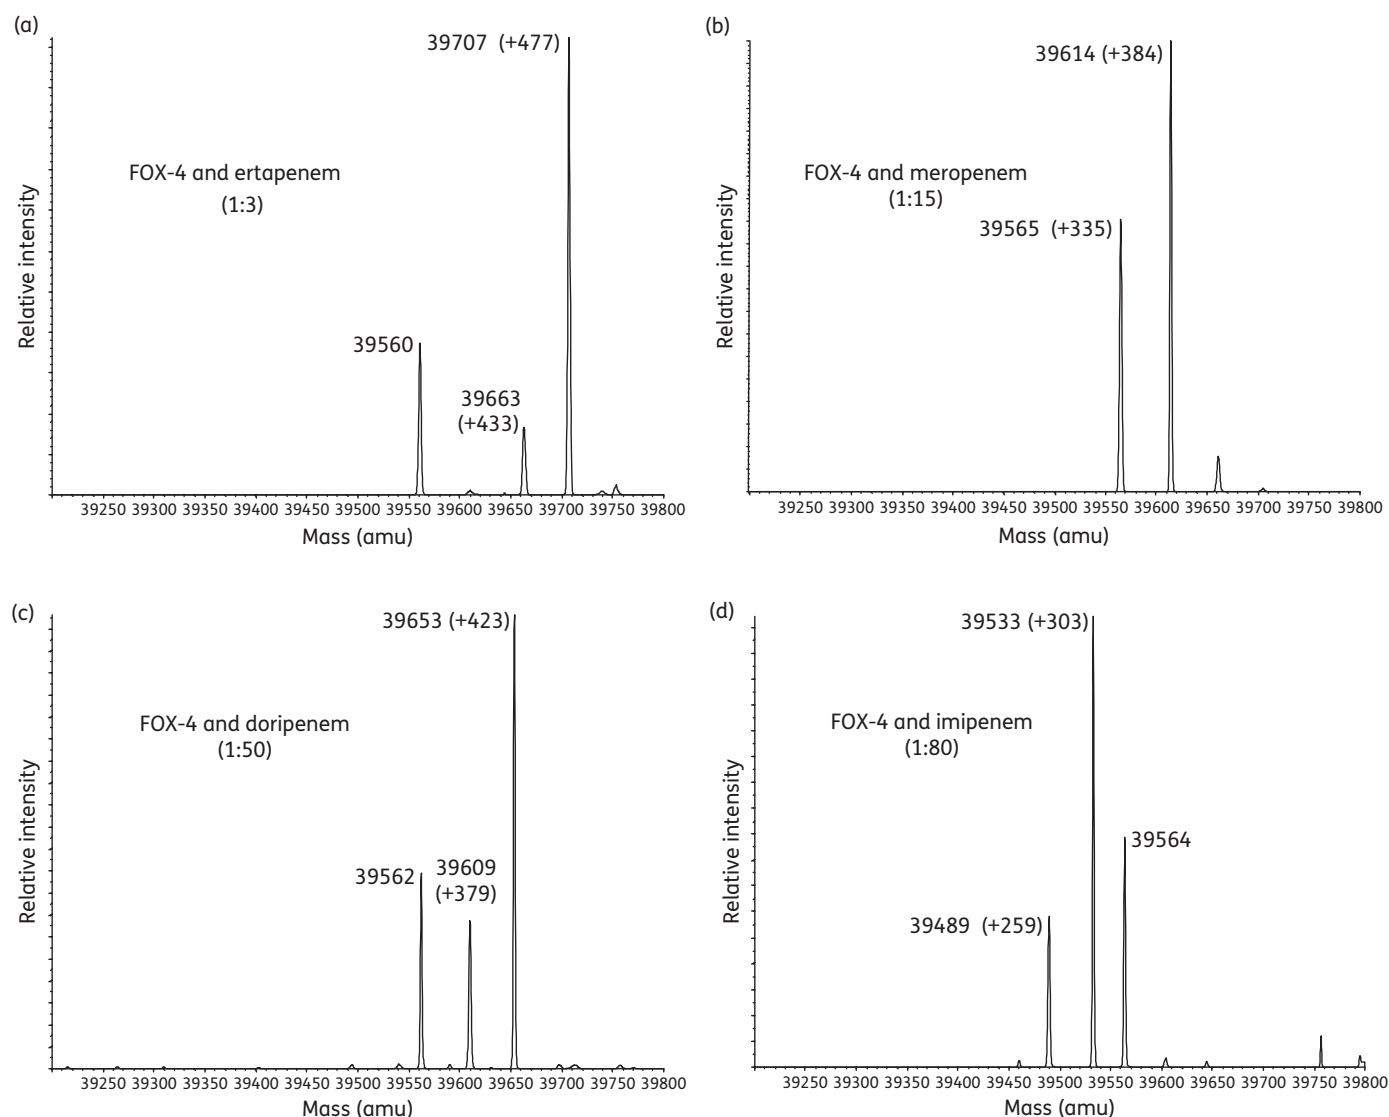 (a)
39707 (+477)
FOX-4 and ertapenem
(1:3)
39560
39663
(+433)
Relative intensity
39250 39300 39350 39400 39450 39500 39550 39600 39650 39700 39750 39800
Mass (amu)
(b)
39614 (+384)
FOX-4 and meropenem
(1:15)
39565 (+335)
Relative intensity
39250 39300 39350 39400 39450 39500 39550 39600 39650 39700 39750 39800
Mass (amu)
(c)
39653 (+423)
FOX-4 and doripenem
(1:50)
39562
39609
(+379)
Relative intensity
39250 39300 39350 39400 39450 39500 39550 39600 39650 39700 39750 39800
Mass (amu)
(d)
39533 (+303)
FOX-4 and imipenem
(1:80)
39564
39489 (+259)
Relative intensity
39250 39300 39350 39400 39450 39500 39550 39600 39650 39700 39750 39800
Mass (amu)